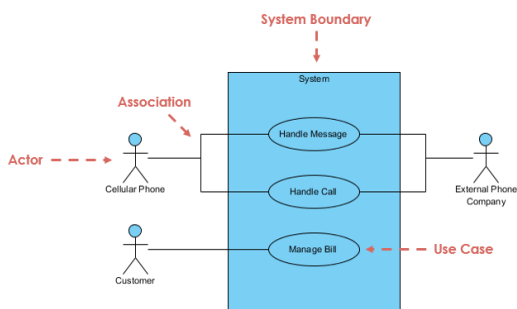 System Boundary
System
Association
Handle Message
Actor
Cellular Phone
Handle Call
External Phone
Company
Manage Bill
Use Case
Customer